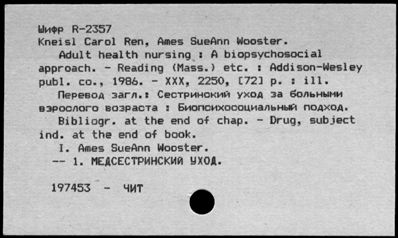 Шифр R-2357
Kneisl Carol Ren, Ames SueAnn Wooster.
Adult health nursing : A biopsychosocial
approach. - Reading (Mass.) etc. : Addison-Wesley
publ. co., 1986. - XXX, 2250, [72] p. : ill.
Перевод загл.: Сестринский уход за больными
взрослого возраста : Биопсихосоциальный подход.
Bibliogr. at the end of chap. - Drug, subject
ind. at the end of book.
I. Ames SueAnn Wooster.
-- 1. МЕДСЕСТРИНСКИЙ УХОД.
197453 - ЧИТ